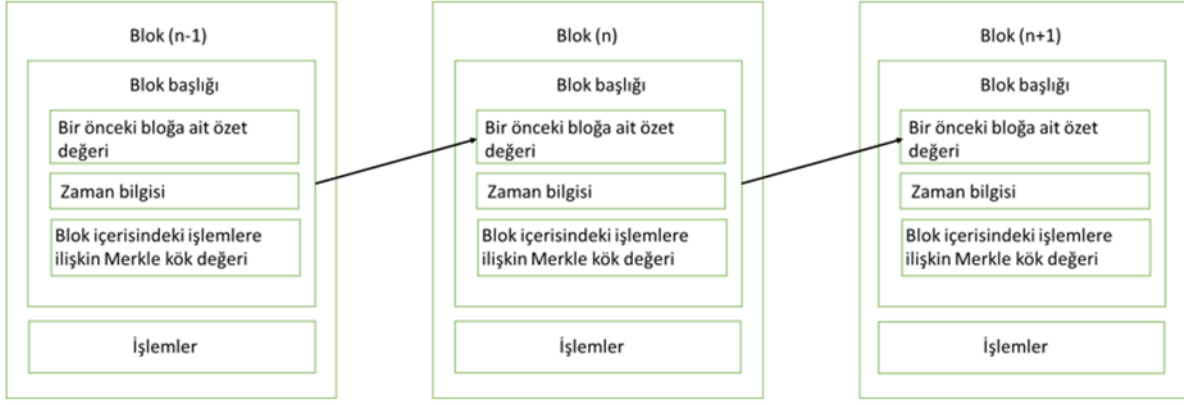 Blok (n-1)
Blok başlığı
Bir önceki bloğa ait özet
değeri
Zaman bilgisi
Blok içerisindeki işlemlere
ilişkin Merkle kök değeri
İşlemler
Blok (n)
Blok başlığı
Bir önceki bloğa ait özet
değeri
Zaman bilgisi
Blok içerisindeki işlemlere
ilişkin Merkle kök değeri
İşlemler
Blok (n+1)
Blok başlığı
Bir önceki bloğa ait özet
değeri
Zaman bilgisi
Blok içerisindeki işlemlere
ilişkin Merkle kök değeri
İşlemler